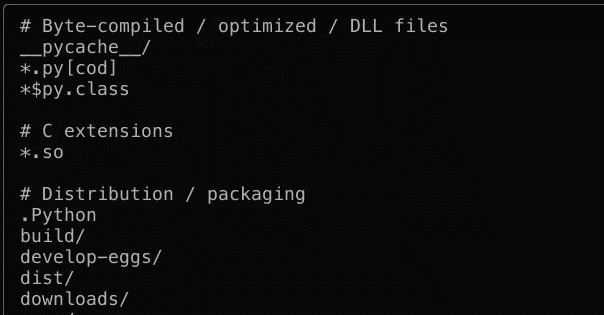 # Byte-compiled / optimized / DLL files
__pycache__/
*.py[cod]
*$py.class

# C extensions
*.so

# Distribution / packaging
.Python
build/
develop-eggs/
dist/
downloads/